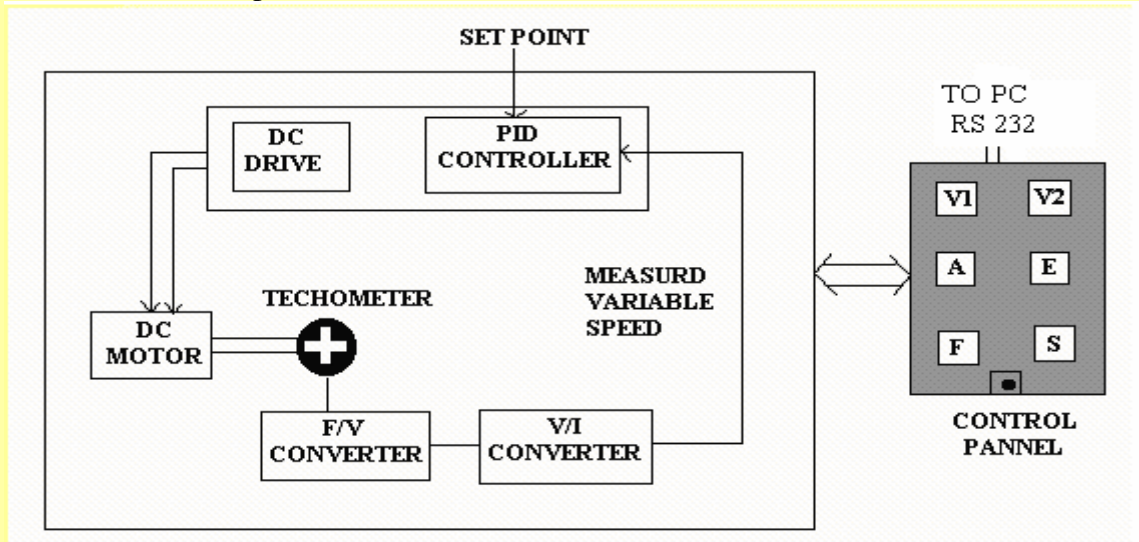 SET POINT
DC
DRIVE
PID
CONTROLLER
TO PC
RS 232
V1 V2
A E
F S
MEASURD
VARIABLE
SPEED
TECHOMETER
DC
MOTOR
F/V
CONVERTER
V/I
CONVERTER
CONTROL
PANNEL